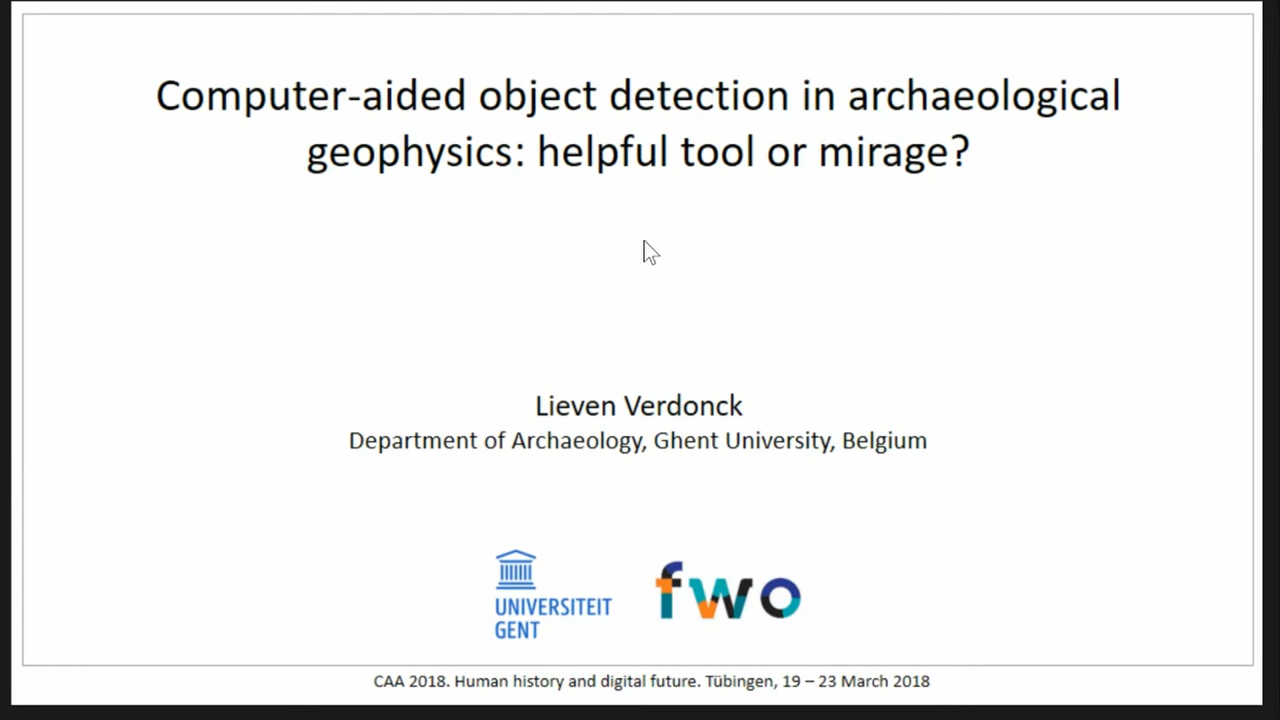 Computer-aided object detection in archaeological
geophysics: helpful tool or mirage?
Lieven Verdonck
Department of Archaeology, Ghent University, Belgium
UNIVERSITEIT
GENT
fwo
CAA 2018. Human history and digital future. Tübingen, 19 – 23 March 2018